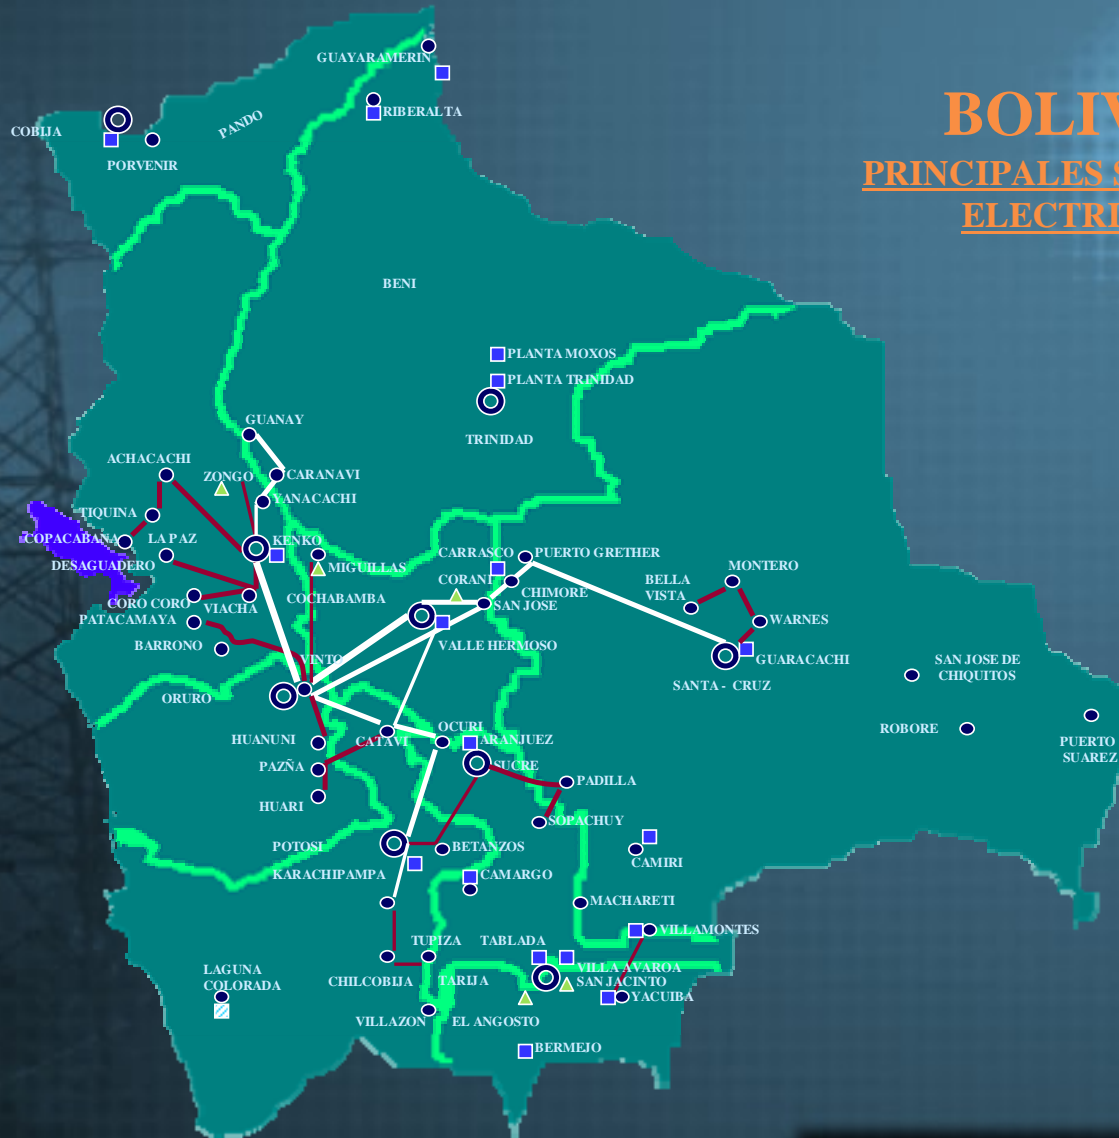 GUAYARAMERIN
BOLIV
RIBERALTA
COBIJA
PANDO
PORVENIR
PRINCIPALES S
ELECTRI
BENI
PLANTA MOXOS
PLANTA TRINIDAD
GUANAY
TRINIDAD
ACHACACHI
ZONGO
CARANAVI
YANACACHI
TIQUINA
COPACABANA
LA PAZ
KENKO
CARRASCO
PUERTO GRETHER
DESAGUADERO
MIGUILLAS
CORANI
MONTERO
BELLA
VISTA
CHIMORE
COCHABAMBA
CORO CORO
VIACHA
SAN JOSE
PATACAMAYA
WARNES
BARRONO
VALLE HERMOSO
VINTO
GUARACACHI
SAN JOSE DE
CHIQUITOS
SANTA - CRUZ
ORURO
OCURI
ROBORE
HUANUNI
CATAVI
ARANJUEZ
PUERTO
SUAREZ
PAZÑA
SUCRE
PADILLA
HUARI
SOPACHUY
POTOSI
BETANZOS
CAMIRI
KARACHIPAMPA
CAMARGO
MACHARETI
VILLAMONTES
TUPIZA
TABLADA
LAGUNA
COLORADA
VILLA AVAROA
CHILCOBIJA
TARIJA
SAN JACINTO
YACUIBA
VILLAZON
EL ANGOSTO
BERMEJO